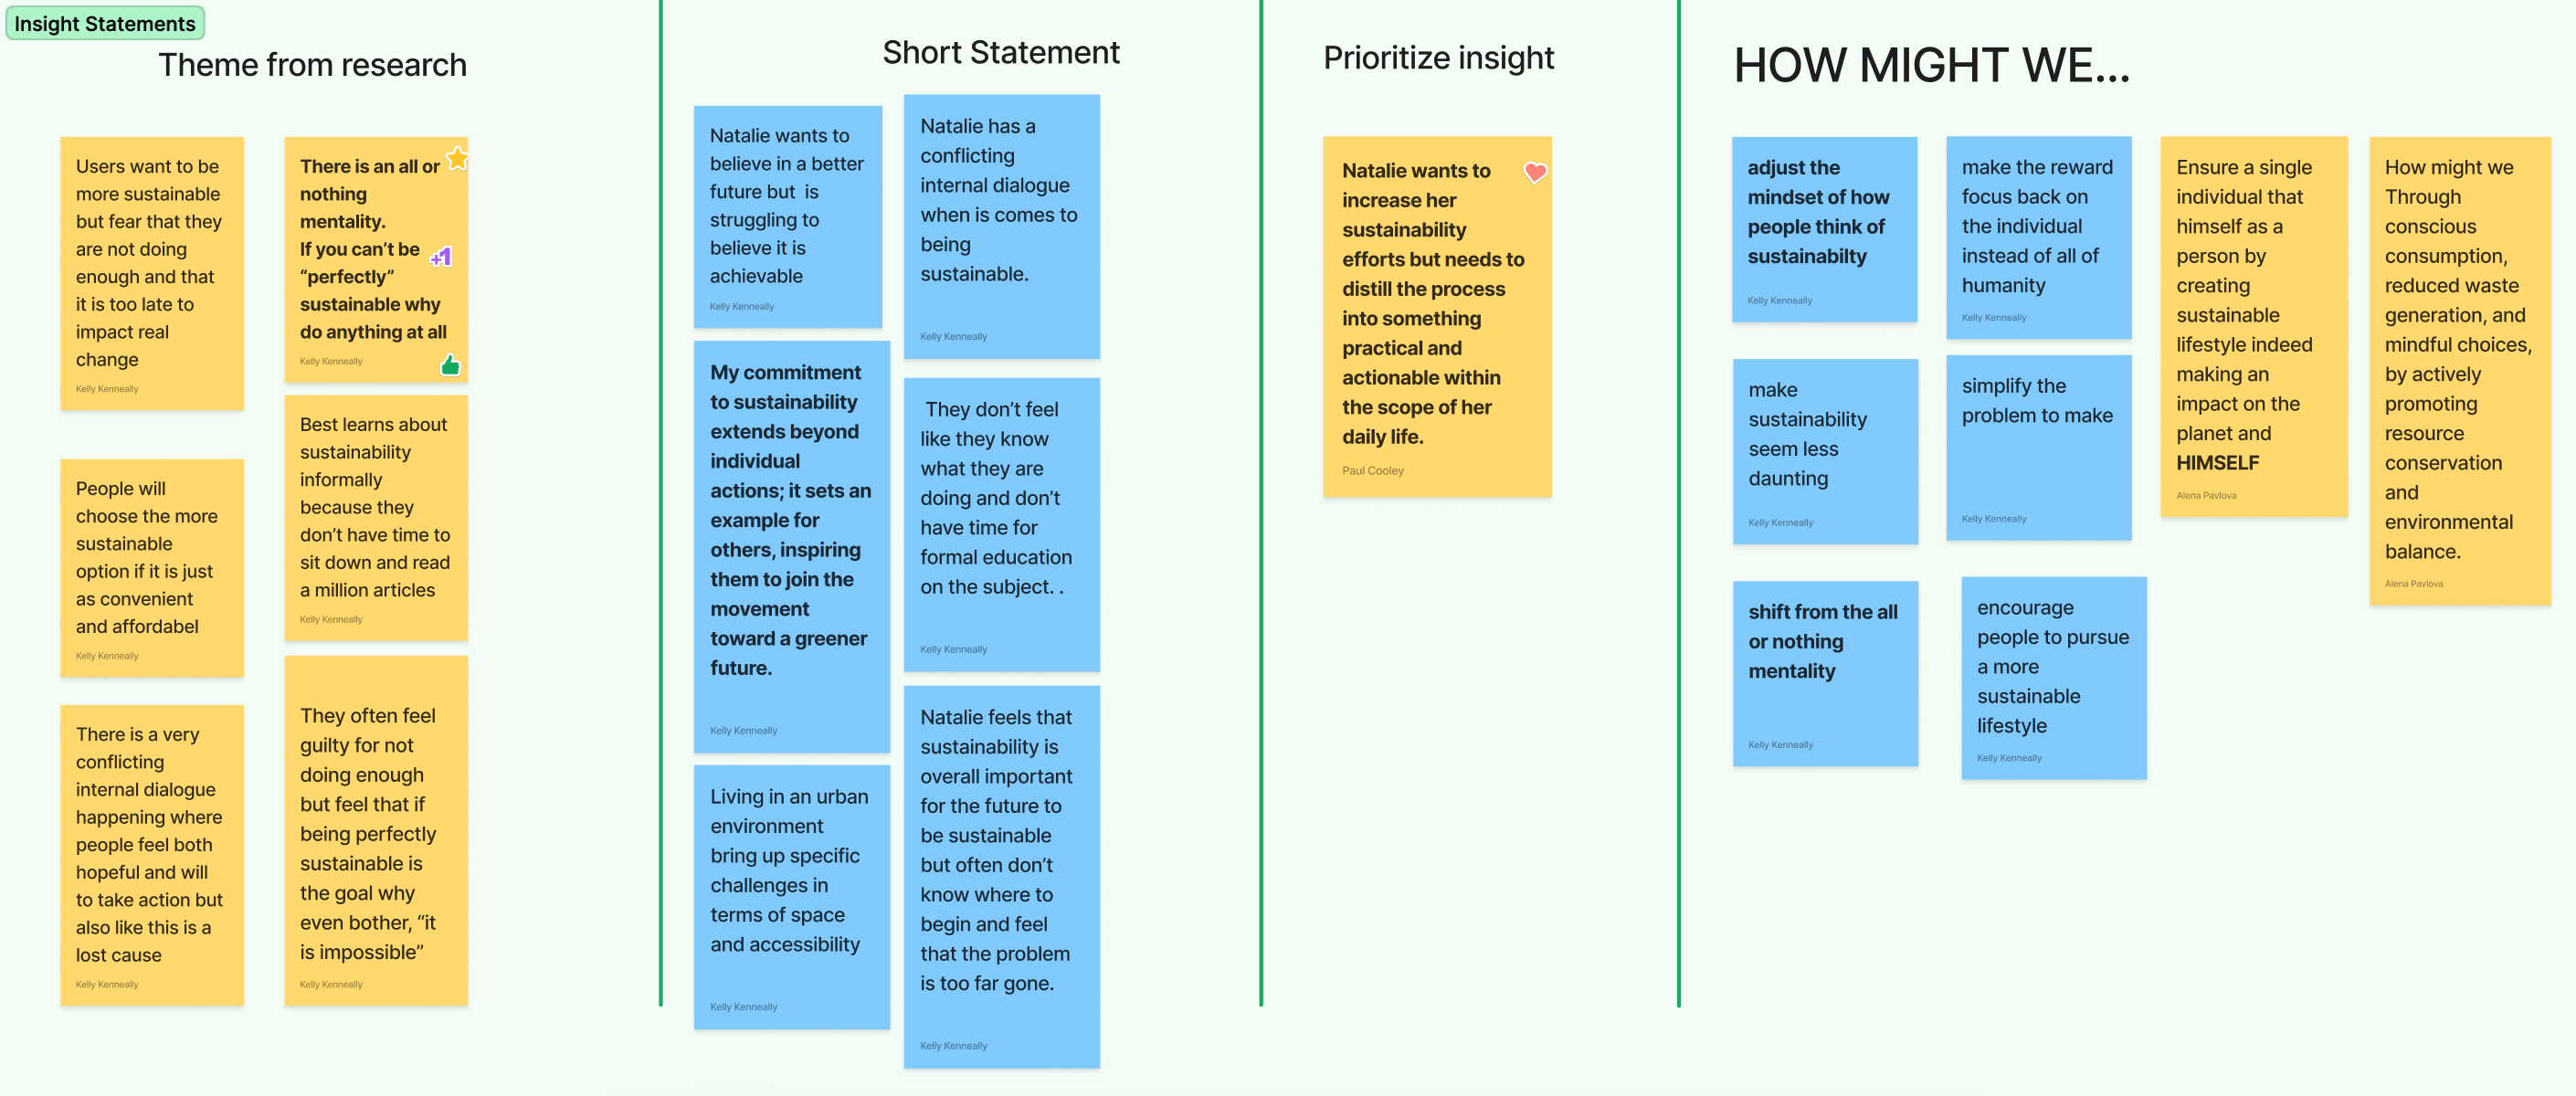 Insight Statements
Theme from research
Users want to be
more sustainable
but fear that they
are not doing
enough and that
it is too late to
impact real
change
Kelly Kenneally
There is an all or
nothing
mentality.
If you can’t be
“perfectly”
sustainable why
do anything at all
Kelly Kenneally
+1
People will
choose the more
sustainable
option if it is just
as convenient
and affordabel
Kelly Kenneally
Best learns about
sustainability
informally
because they
don’t have time to
sit down and read
a million articles
Kelly Kenneally
There is a very
conflicting
internal dialogue
happening where
people feel both
hopeful and will
to take action but
also like this is a
lost cause
Kelly Kenneally
They often feel
guilty for not
doing enough
but feel that if
being perfectly
sustainable is
the goal why
even bother, “it
is impossible”
Kelly Kenneally
Short Statement
Natalie wants to
believe in a better
future but  is
struggling to
believe it is
achievable
Kelly Kenneally
Natalie has a
conflicting
internal dialogue
when is comes to
being
sustainable.
Kelly Kenneally
My commitment
to sustainability
extends beyond
individual
actions; it sets an
example for
others, inspiring
them to join the
movement
toward a greener
future.
Kelly Kenneally
They don’t feel
like they know
what they are
doing and don’t
have time for
formal education
on the subject. .
Kelly Kenneally
Living in an urban
environment
bring up specific
challenges in
terms of space
and accessibility
Kelly Kenneally
Natalie feels that
sustainability is
overall important
for the future to
be sustainable
but often don’t
know where to
begin and feel
that the problem
is too far gone.
Kelly Kenneally
Prioritize insight
Natalie wants to
increase her
sustainability
efforts but needs to
distill the process
into something
practical and
actionable within
the scope of her
daily life.
Paul Cooley
HOW MIGHT WE...
adjust the
mindset of how
people think of
sustainabilty
Kelly Kenneally
make the reward
focus back on
the individual
instead of all of
humanity
Kelly Kenneally
Ensure a single
individual that
himself as a
person by
creating
sustainable
lifestyle indeed
making an
impact on the
planet and
HIMSELF
Alena Pavlova
How might we
Through
conscious
consumption,
reduced waste
generation, and
mindful choices,
by actively
promoting
resource
conservation
and
environmental
balance.
Alena Pavlova
make
sustainability
seem less
daunting
Kelly Kenneally
simplify the
problem to make
Kelly Kenneally
shift from the all
or nothing
mentality
Kelly Kenneally
encourage
people to pursue
a more
sustainable
lifestyle
Kelly Kenneally